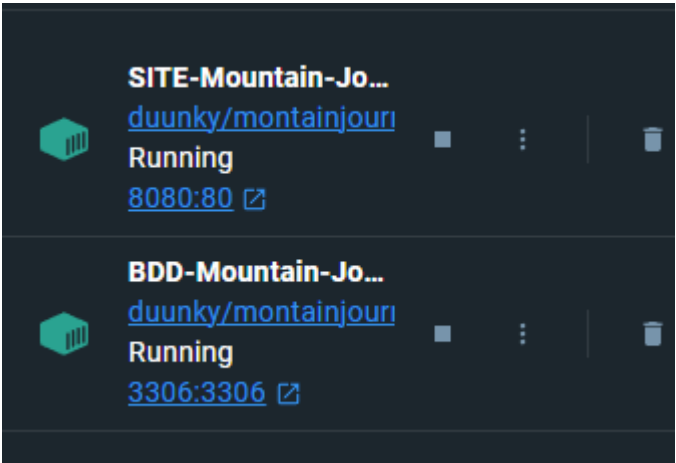 SITE-Mountain-Jo...
duunky/montainjouri
Running
8080:80
BDD-Mountain-Jo...
duunky/montainjouri
Running
3306:3306